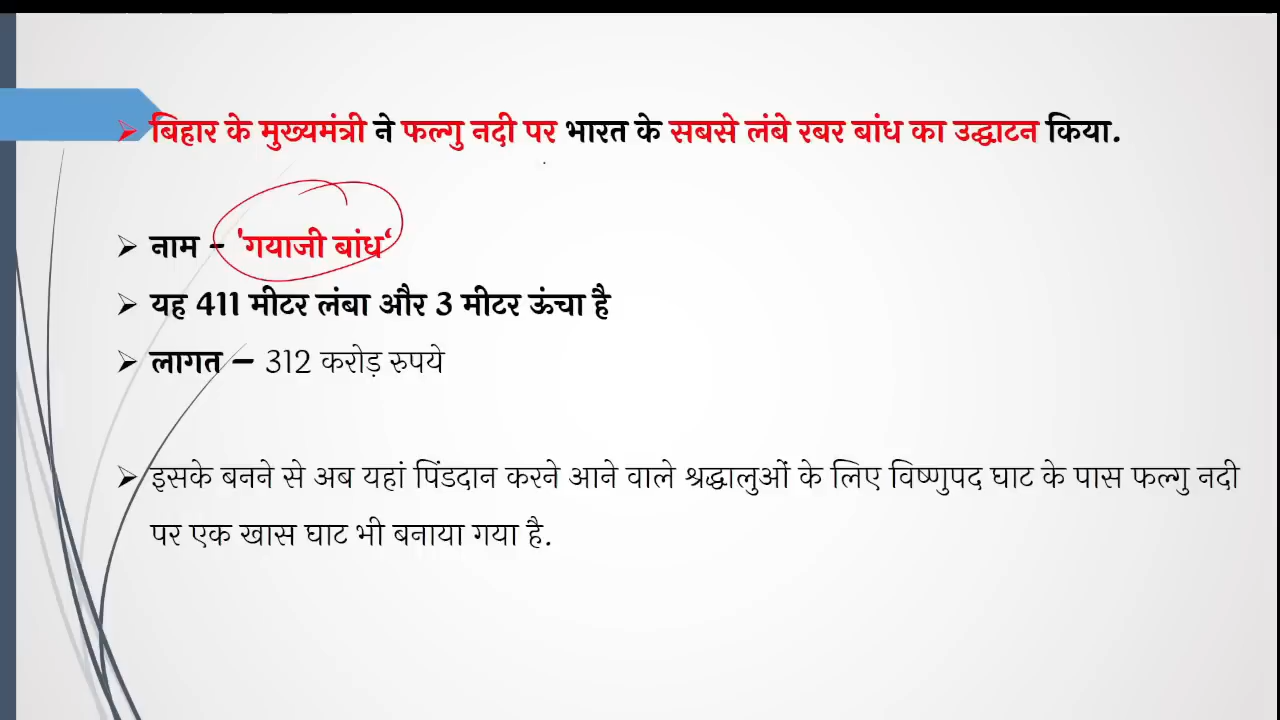 ➢ बिहार के मुख्यमंत्री ने फल्गु नदी पर भारत के सबसे लंबे रबर बांध का उद्घाटन किया.
➢ नाम – 'गयाजी बांध‘
➢ यह 411 मीटर लंबा और 3 मीटर ऊंचा है
➢ लागत – 312 करोड़ रुपये
➢ इसके बनने से अब यहां पिंडदान करने आने वाले श्रद्धालुओं के लिए विष्णुपद घाट के पास फल्गु नदी
पर एक खास घाट भी बनाया गया है.